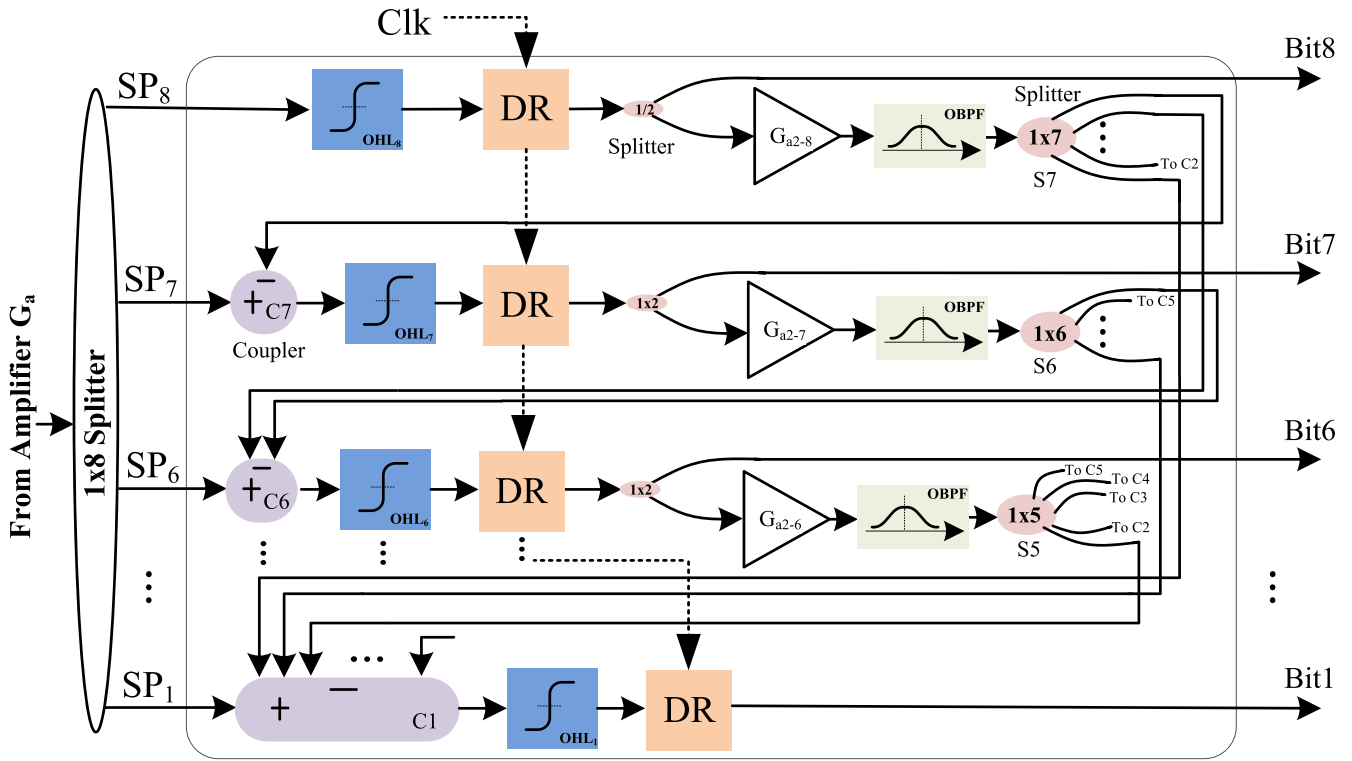 Clk
From Amplifier Gₐ
1x8 Splitter
SP₈
OHL₈
DR
1/2
Splitter
Gₐ₂₋₈
OBPF
Splitter
1x7
S7
To C2
Bit8
SP₇
+ −
C7
Coupler
OHL₇
DR
1x2
Gₐ₂₋₇
OBPF
1x6
S6
To C5
Bit7
SP₆
+ −
C6
OHL₆
DR
1x2
Gₐ₂₋₆
OBPF
1x5
S5
To C5
To C4
To C3
To C2
Bit6
SP₁
+ −
C1
OHL₁
DR
Bit1